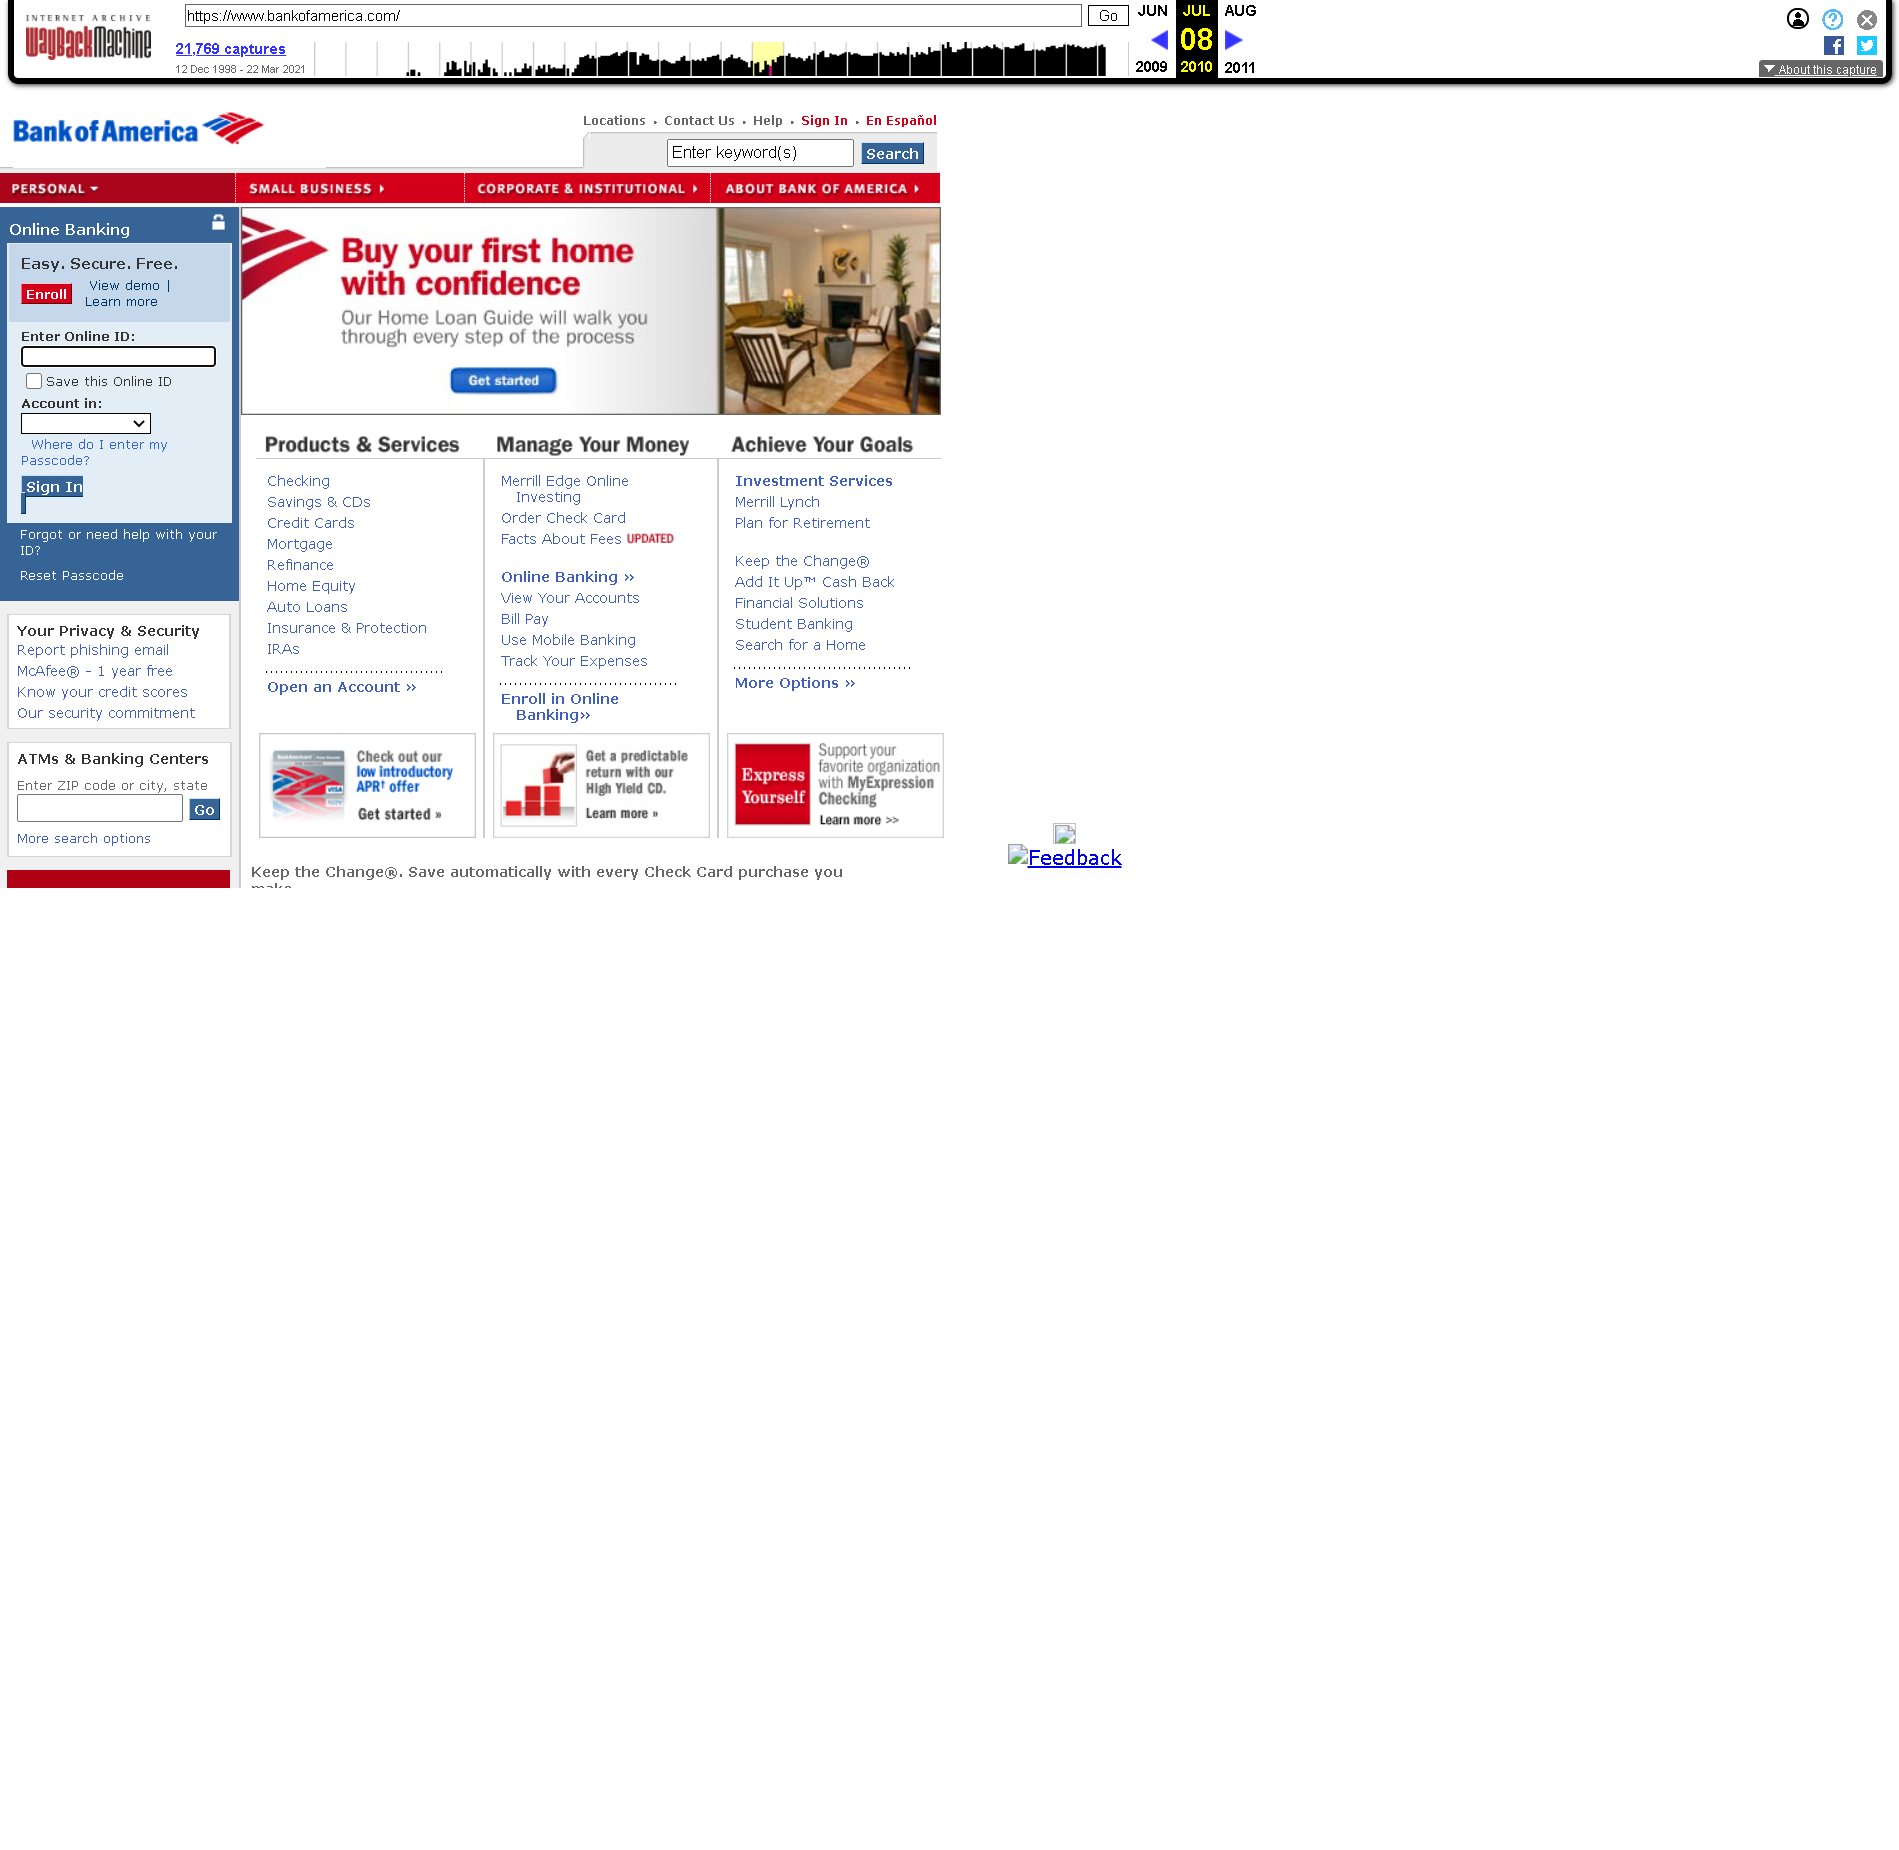 INTERNET ARCHIVE
WayBackMachine
https://www.bankofamerica.com/
Go
JUN
JUL
AUG
21,769 captures
08
12 Dec 1998 - 22 Mar 2021
2009
2010
2011
About this capture
Bank of America
Locations • Contact Us • Help • Sign In • En Español
Enter keyword(s)
Search
PERSONAL
SMALL BUSINESS
CORPORATE & INSTITUTIONAL
ABOUT BANK OF AMERICA
Online Banking
Easy. Secure. Free.
Enroll
View demo |
Learn more
Enter Online ID:
Save this Online ID
Account in:
Where do I enter my
Passcode?
Sign In
Forgot or need help with your
ID?
Reset Passcode
Your Privacy & Security
Report phishing email
McAfee® - 1 year free
Know your credit scores
Our security commitment
ATMs & Banking Centers
Enter ZIP code or city, state
Go
More search options
Buy your first home
with confidence
Our Home Loan Guide will walk you
through every step of the process
Get started
Products & Services
Checking
Savings & CDs
Credit Cards
Mortgage
Refinance
Home Equity
Auto Loans
Insurance & Protection
IRAs
Open an Account ››
Manage Your Money
Merrill Edge Online
Investing
Order Check Card
Facts About Fees UPDATED
Online Banking ››
View Your Accounts
Bill Pay
Use Mobile Banking
Track Your Expenses
Enroll in Online
Banking››
Achieve Your Goals
Investment Services
Merrill Lynch
Plan for Retirement
Keep the Change®
Add It Up™ Cash Back
Financial Solutions
Student Banking
Search for a Home
More Options ››
Check out our
low introductory
APR† offer
Get started »
VISA
Get a predictable
return with our
High Yield CD.
Learn more »
Express
Yourself
Support your
favorite organization
with MyExpression
Checking
Learn more >>
Keep the Change®. Save automatically with every Check Card purchase you
Feedback